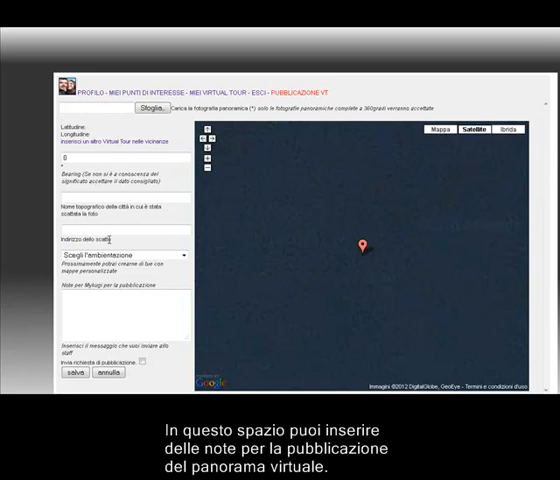 PROFILO - MIEI PUNTI DI INTERESSE - MIEI VIRTUAL TOUR - ESCI - PUBBLICAZIONE VT
Sfoglia... Carica la fotografia panoramica (*) solo le fotografie panoramiche complete a 360gradi verranno accettate
Latitudine:
Longitudine:
inserisci un altro Virtual Tour nelle vicinanze
0
*
Bearing (Se non si è a conoscenza del
significato accettare il dato consigliato)
Nome topografico della città in cui è stata
scattata la foto
Indirizzo dello scatto
Scegli l'ambientazione
Prossimamente potrai crearne di tue con
mappe personalizzate
Note per Mylugi per la pubblicazione
Inserisci il messaggio che vuoi inviare allo
staff
Invia richiesta di pubblicazione.
salva annulla
Mappa Satellite Ibrida
POWERED BY
Google
Immagini ©2012 DigitalGlobe, GeoEye - Termini e condizioni d'uso
In questo spazio puoi inserire
delle note per la pubblicazione
del panorama virtuale.